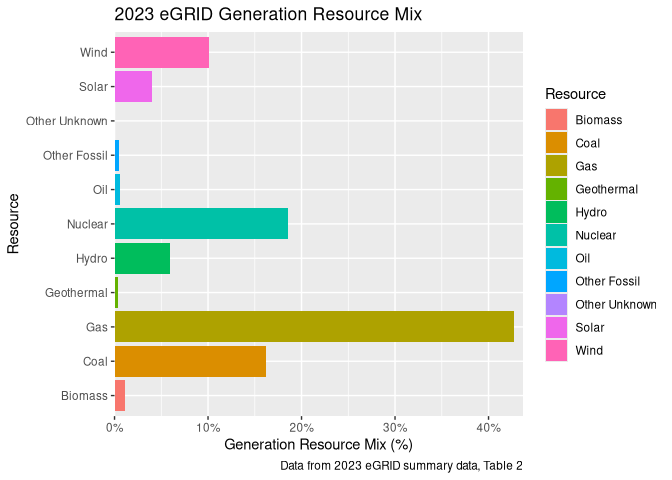 2023 eGRID Generation Resource Mix
Resource
Wind
Solar
Other Unknown
Other Fossil
Oil
Nuclear
Hydro
Geothermal
Gas
Coal
Biomass
0% 10% 20% 30% 40%
Generation Resource Mix (%)
Data from 2023 eGRID summary data, Table 2
Resource
Biomass
Coal
Gas
Geothermal
Hydro
Nuclear
Oil
Other Fossil
Other Unknown
Solar
Wind